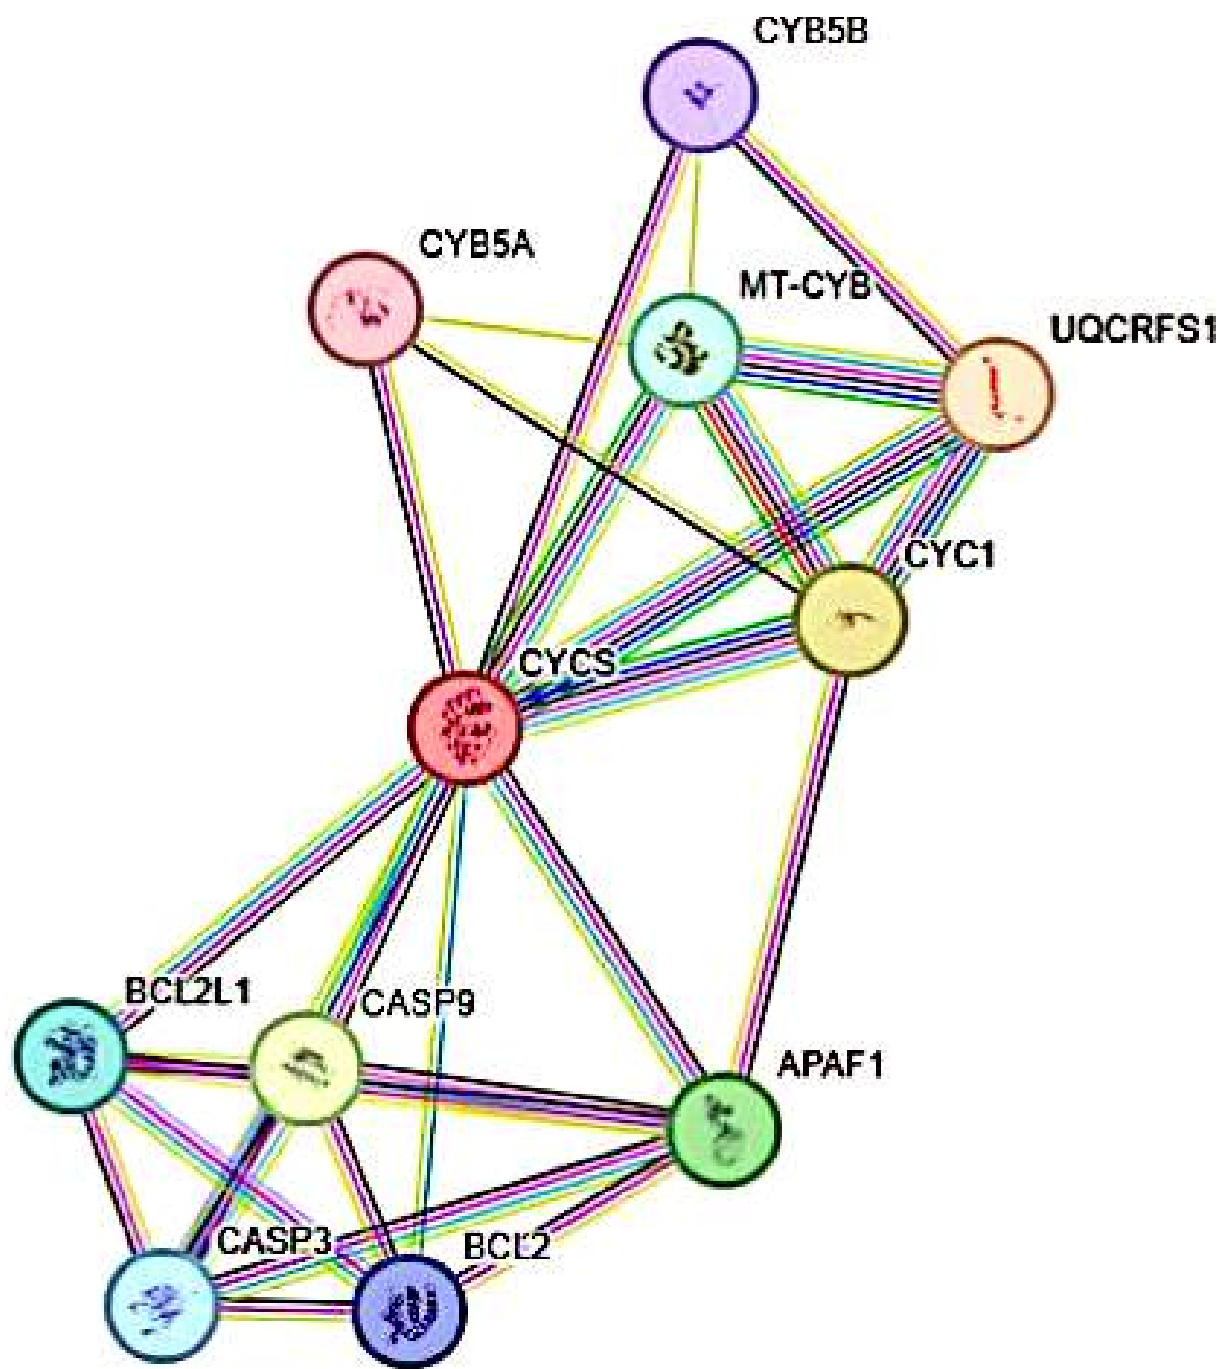 CYB5B
CYB5A
MT-CYB
UQCRFS1
CYC1
CYCS
BCL2L1
CASP9
APAF1
CASP3
BCL2